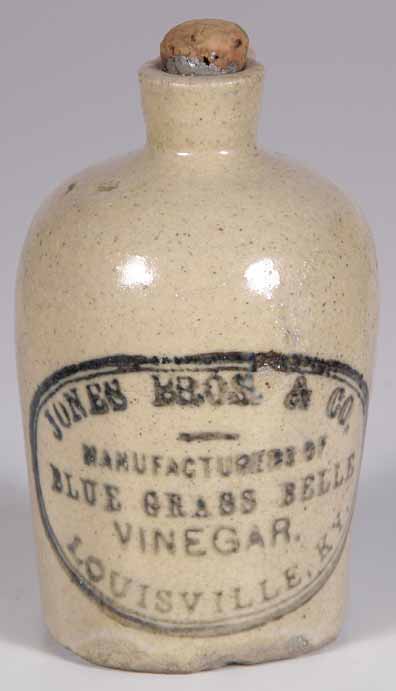 JONES BROS. & CO.
MANUFACTURERS OF
BLUE GRASS BELLE
VINEGAR.
LOUISVILLE, KY.